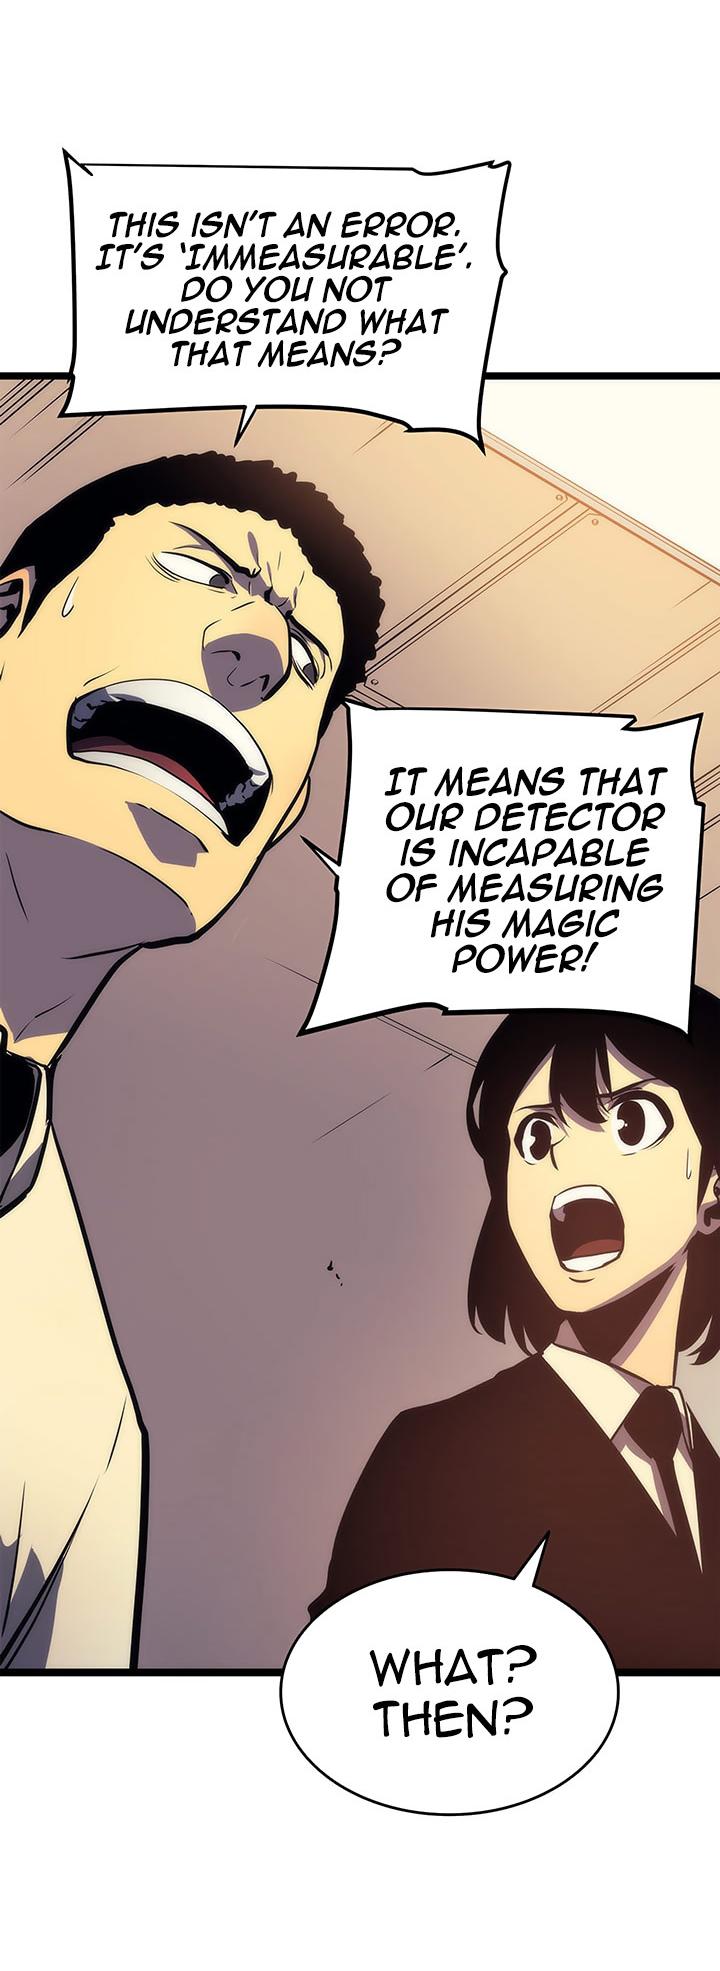 THIS ISN'T AN ERROR.
IT'S 'IMMEASURABLE'.
DO YOU NOT
UNDERSTAND WHAT
THAT MEANS?
IT MEANS THAT
OUR DETECTOR
IS INCAPABLE
OF MEASURING
HIS MAGIC
POWER!
WHAT?
THEN?